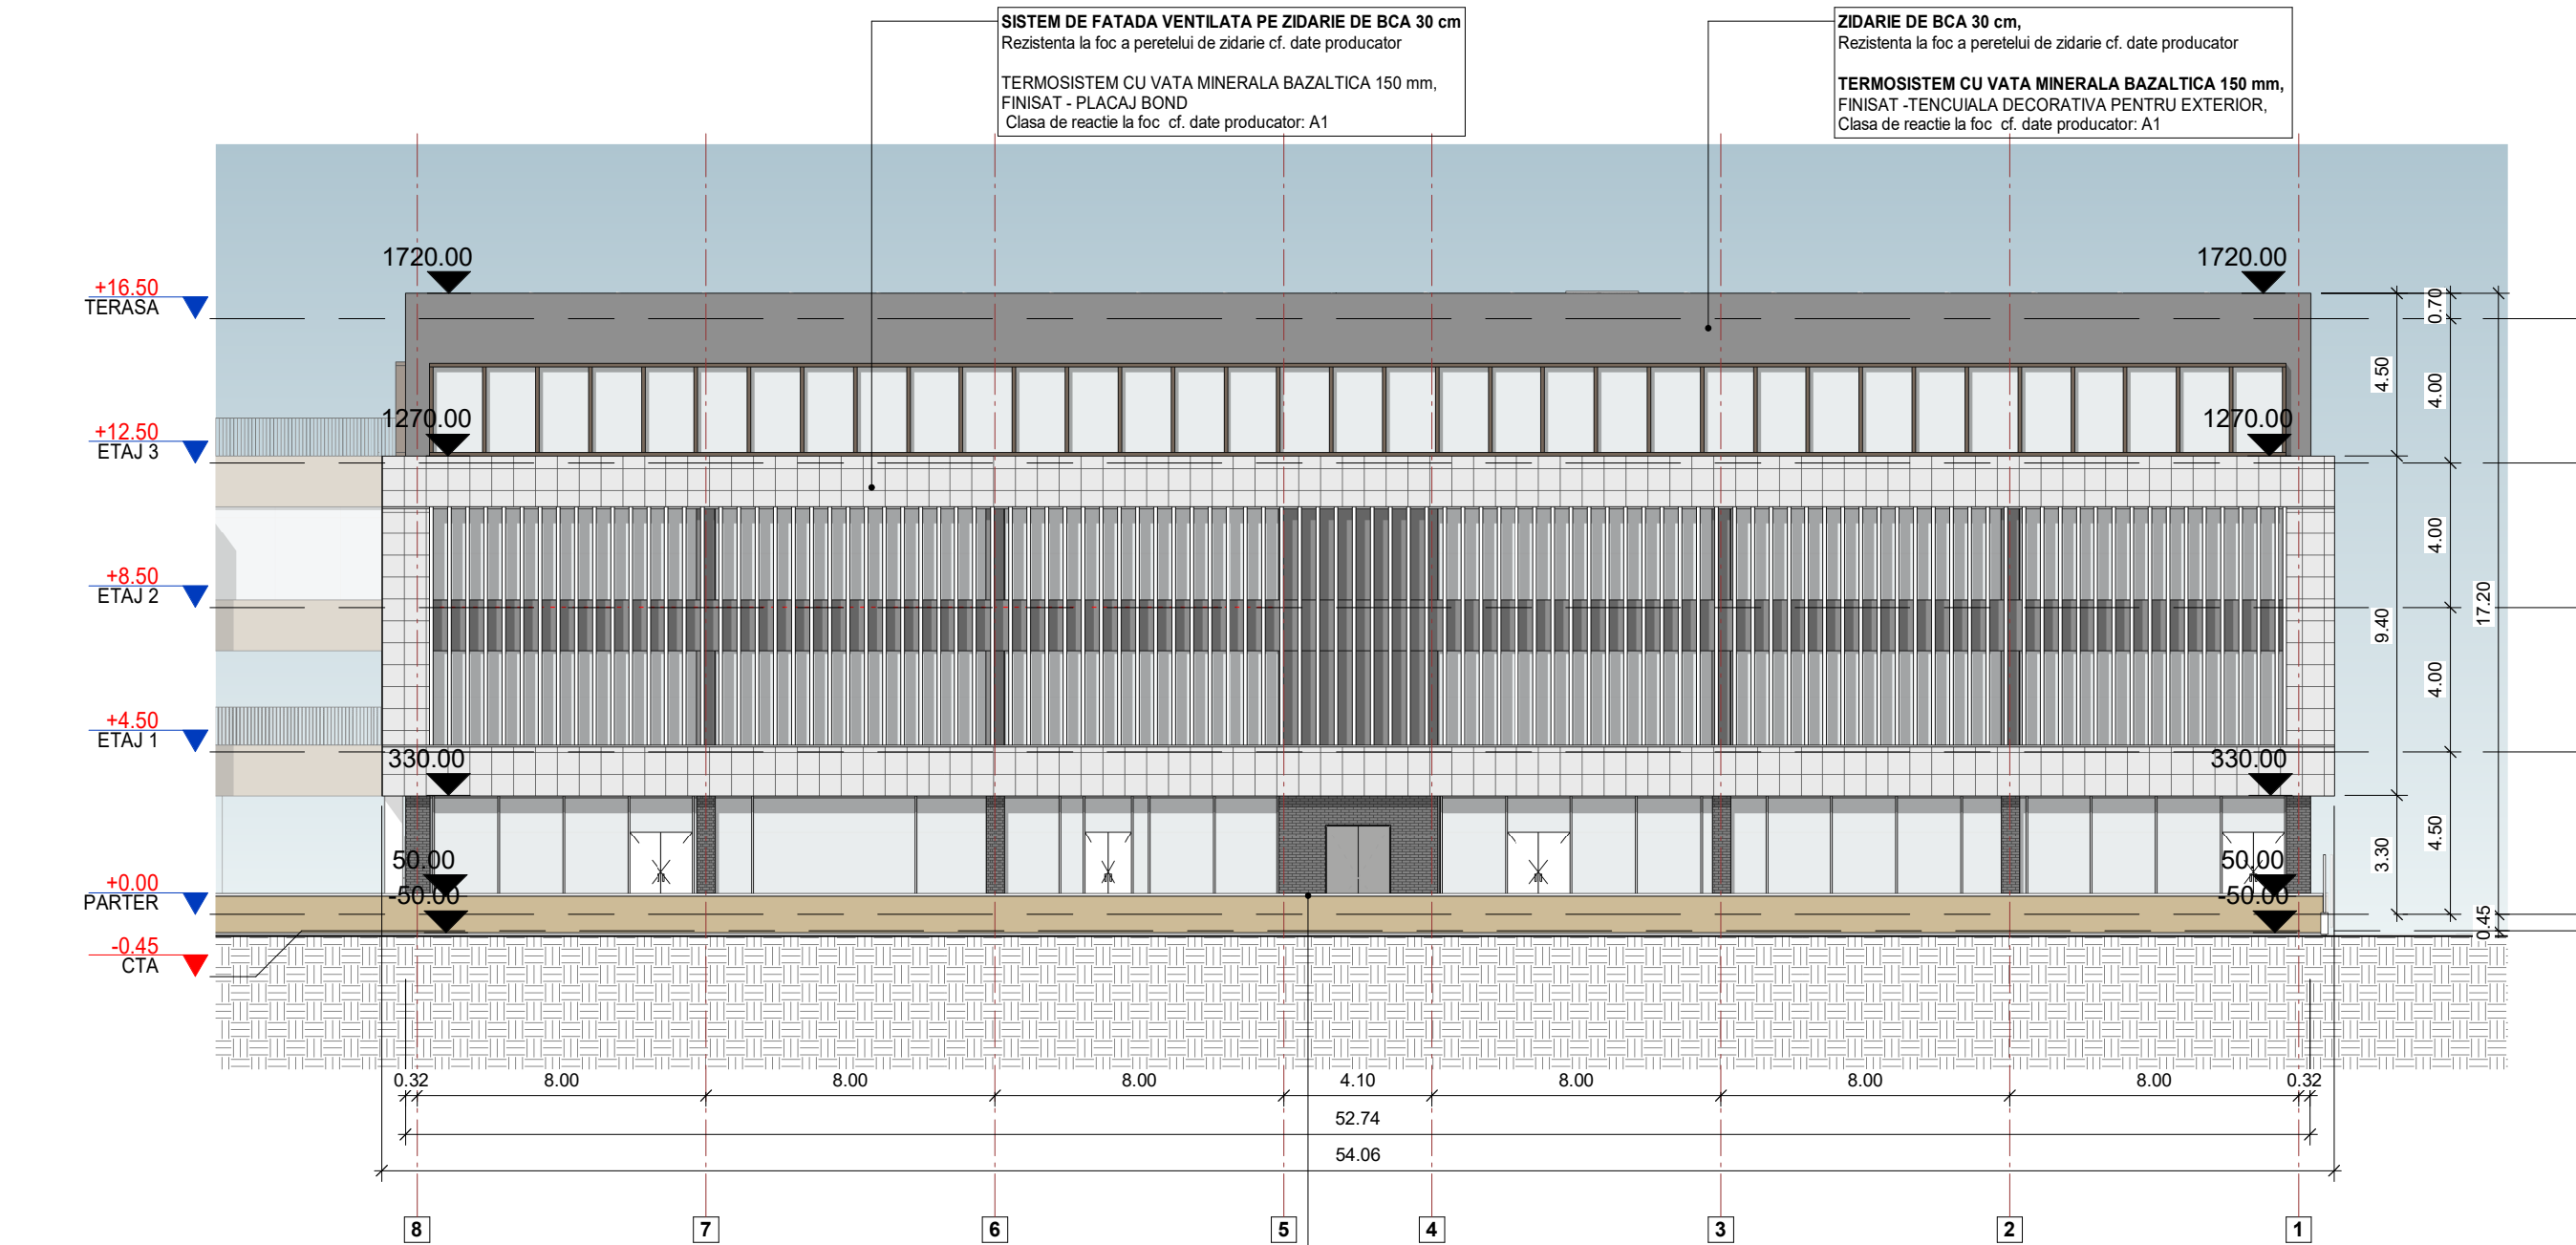 SISTEM DE FATADA VENTILATA PE ZIDARIE DE BCA 30 cm
Rezistenta la foc a peretelui de zidarie cf. date producator
TERMOSISTEM CU VATA MINERALA BAZALTICA 150 mm,
FINISAT - PLACAJ BOND
Clasa de reactie la foc cf. date producator: A1
ZIDARIE DE BCA 30 cm,
Rezistenta la foc a peretelui de zidarie cf. date producator
TERMOSISTEM CU VATA MINERALA BAZALTICA 150 mm,
FINISAT -TENCUIALA DECORATIVA PENTRU EXTERIOR,
Clasa de reactie la foc cf. date producator: A1
1720.00
1720.00
+16.50
TERASA
0.70
4.50
4.00
1270.00
1270.00
+12.50
ETAJ 3
4.00
+8.50
ETAJ 2
9.40
17.20
4.00
+4.50
ETAJ 1
330.00
330.00
3.30
4.50
50.00
50.00
+0.00
PARTER
-50.00
-50.00
0.45
-0.45
CTA
0.32 8.00 8.00 8.00 4.10 8.00 8.00 8.00 0.32
52.74
54.06
8 7 6 5 4 3 2 1